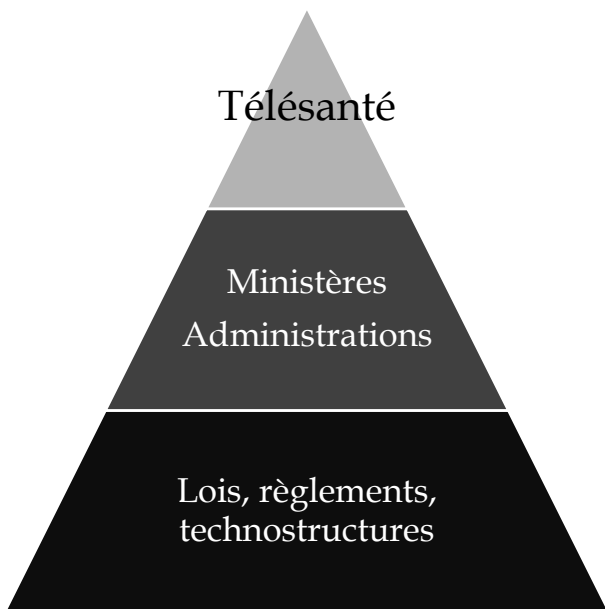 Télésanté
Ministères
Administrations
Lois, règlements,
technostructures